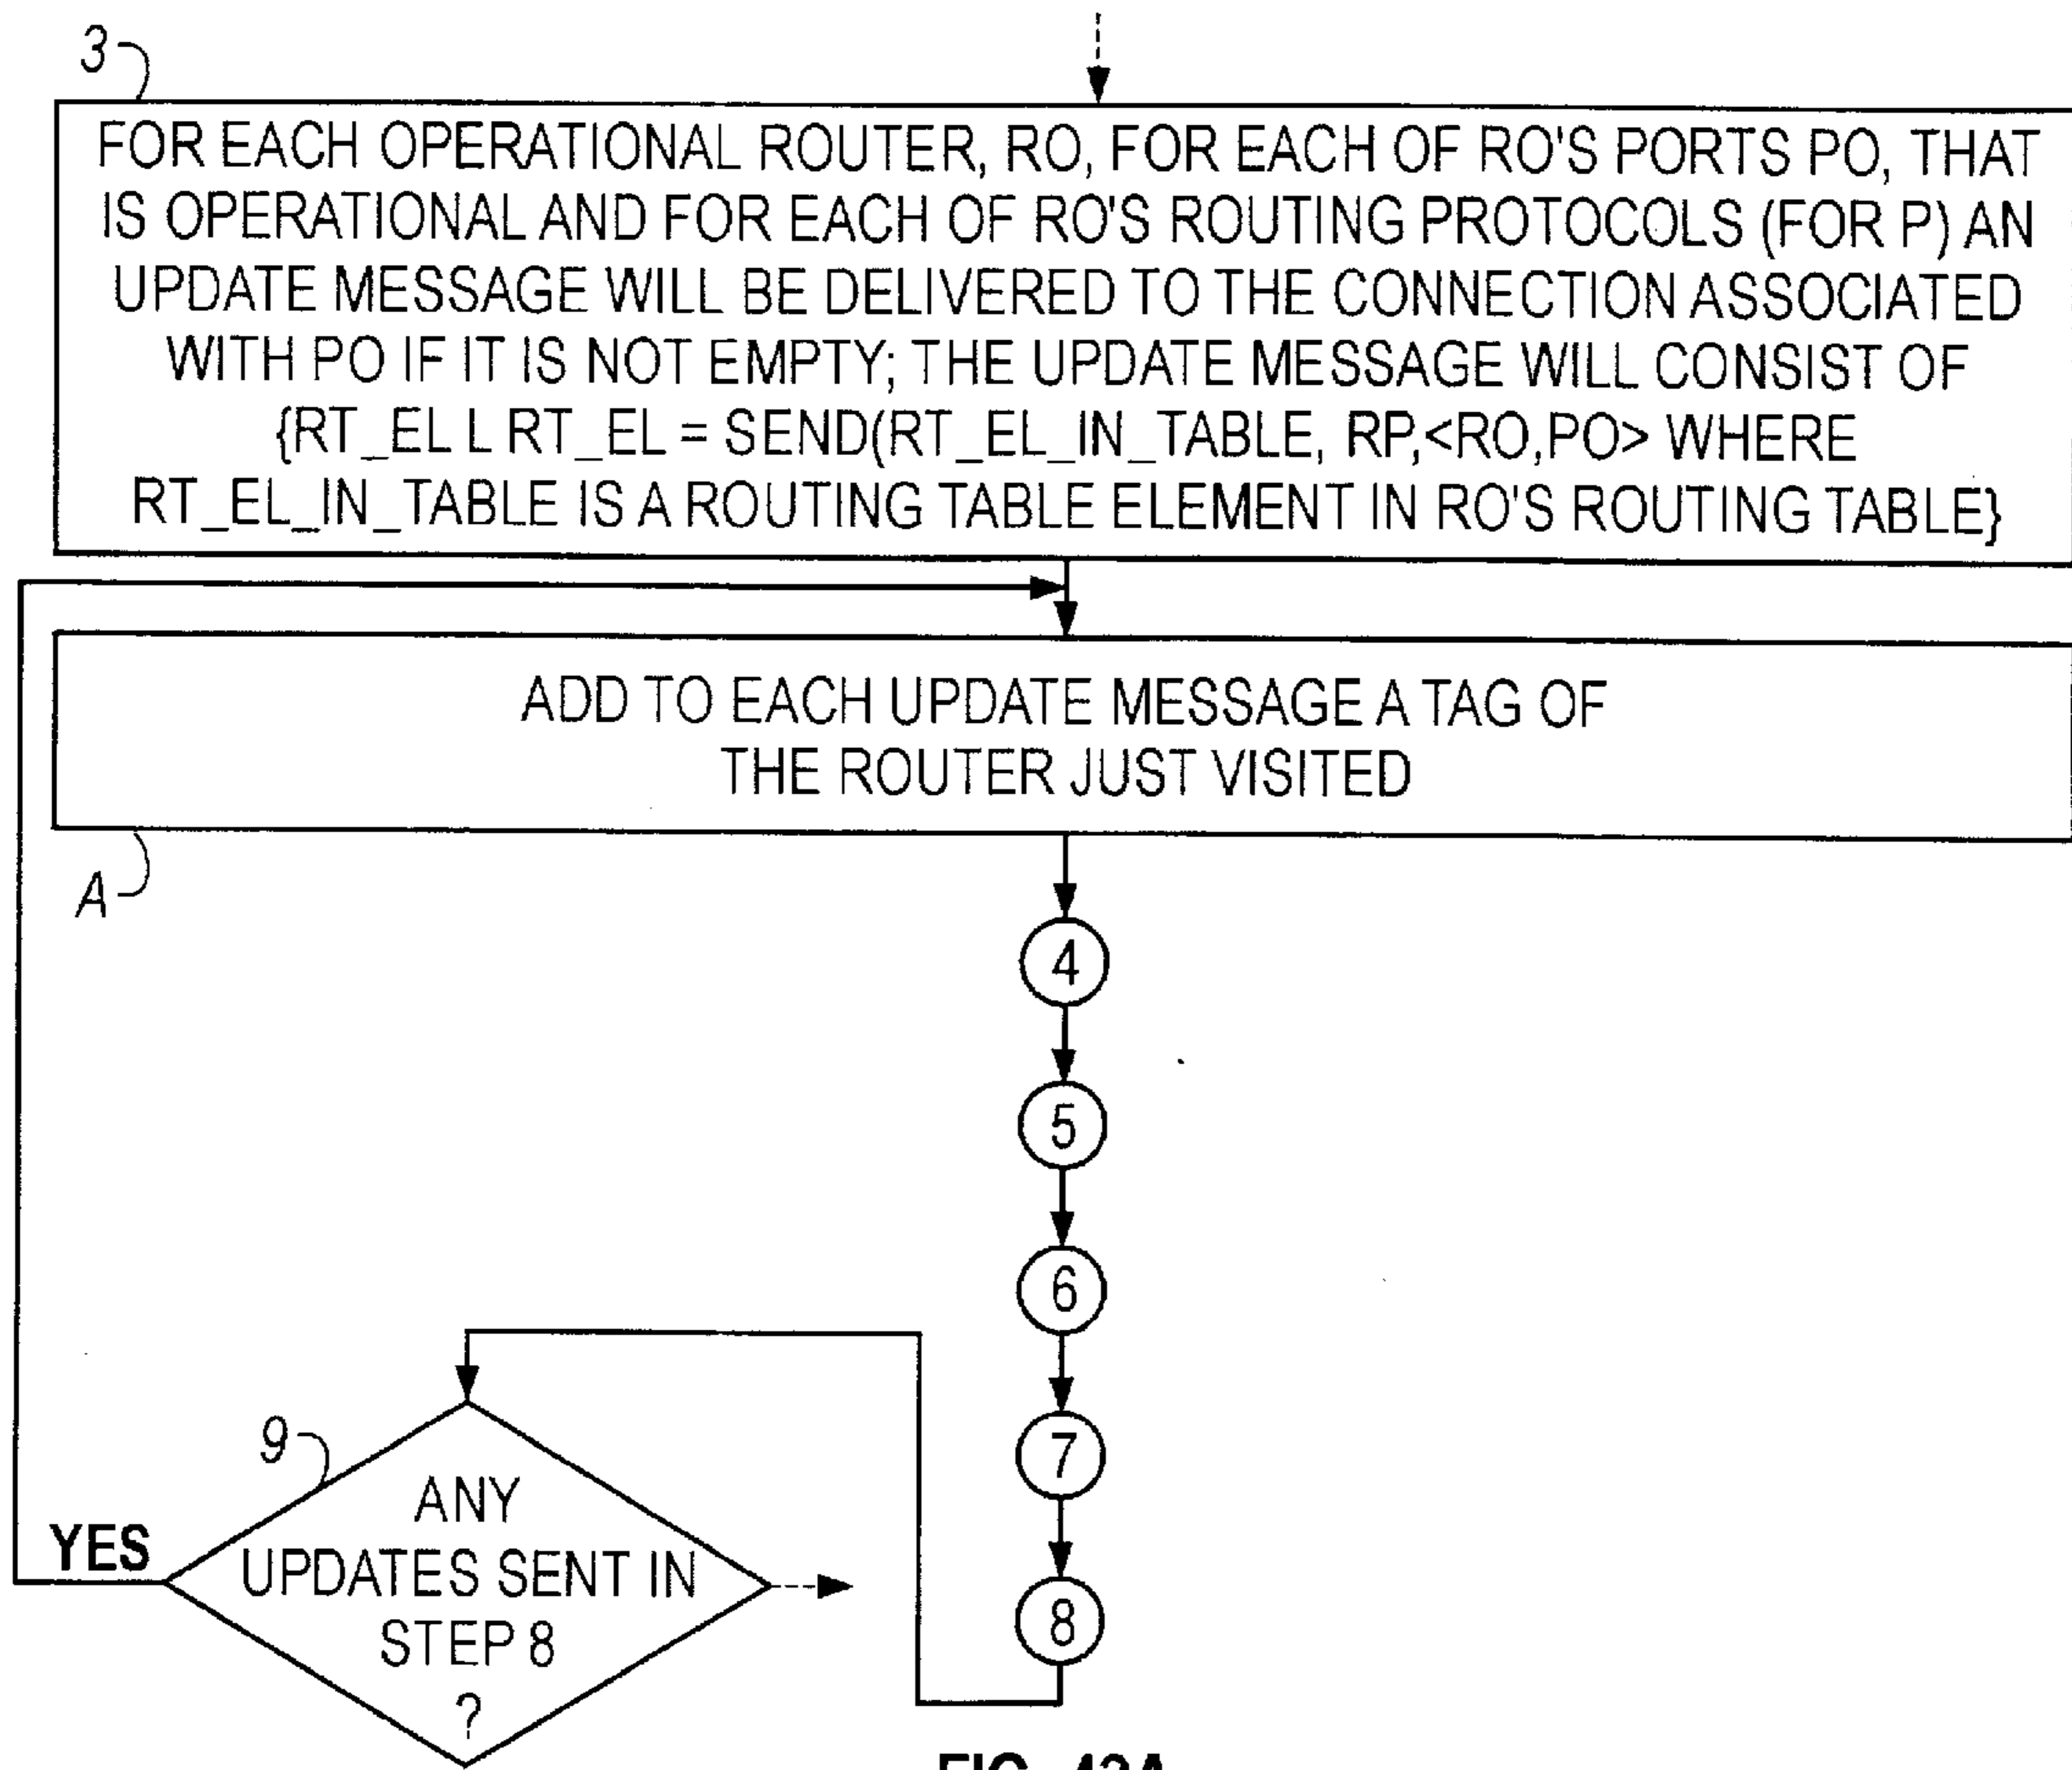 3
FOR EACH OPERATIONAL ROUTER, RO, FOR EACH OF RO'S PORTS PO, THAT
IS OPERATIONAL AND FOR EACH OF RO'S ROUTING PROTOCOLS (FOR P) AN
UPDATE MESSAGE WILL BE DELIVERED TO THE CONNECTION ASSOCIATED
WITH PO IF IT IS NOT EMPTY; THE UPDATE MESSAGE WILL CONSIST OF
{RT_EL L RT_EL = SEND(RT_EL_IN_TABLE, RP,<RO,PO> WHERE
RT_EL_IN_TABLE IS A ROUTING TABLE ELEMENT IN RO'S ROUTING TABLE}
ADD TO EACH UPDATE MESSAGE A TAG OF
THE ROUTER JUST VISITED
A
4
5
6
7
8
9
ANY
UPDATES SENT IN
STEP 8
?
YES